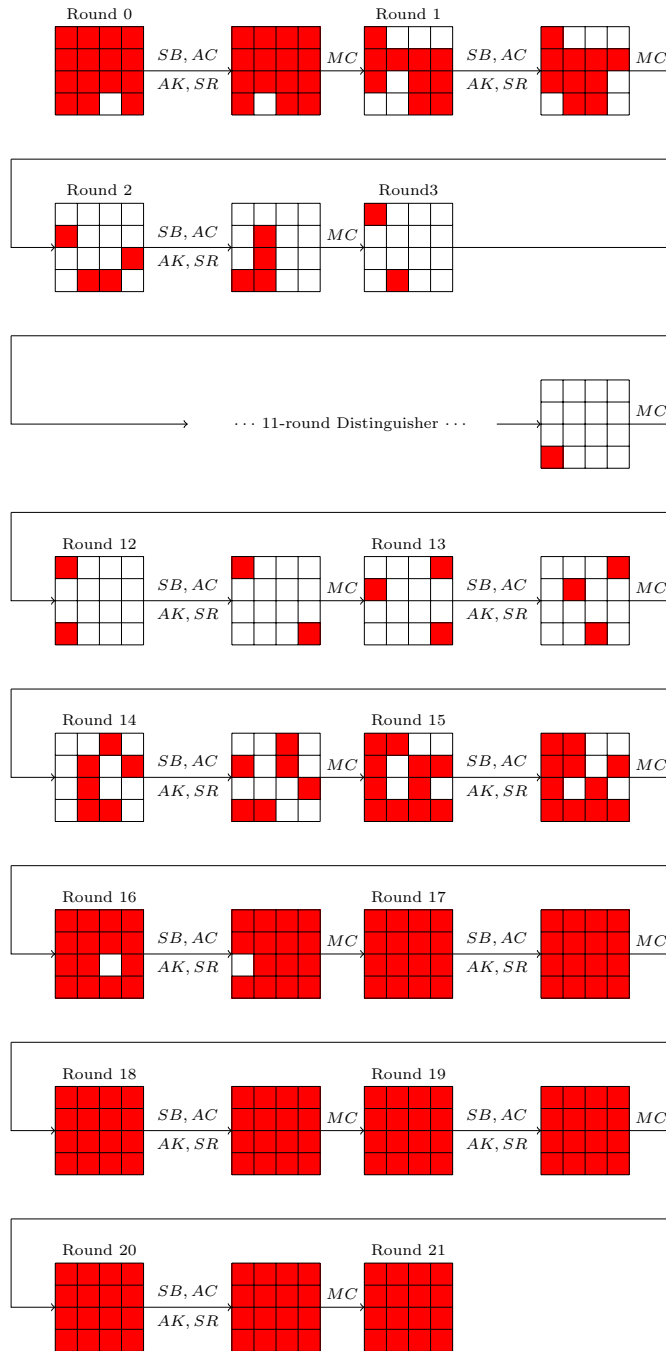 Round 0
Round 1
SB, AC
MC
SB, AC
AK, SR
AK, SR
Round 2
Round3
SB, AC
MC
AK, SR
MC
··· 11-round Distinguisher ···
Round 12
Round 13
SB, AC
MC
SB, AC
MC
AK, SR
AK, SR
Round 14
Round 15
SB, AC
MC
SB, AC
MC
AK, SR
AK, SR
Round 16
Round 17
SB, AC
MC
SB, AC
MC
AK, SR
AK, SR
Round 18
Round 19
SB, AC
MC
SB, AC
MC
AK, SR
AK, SR
Round 20
Round 21
SB, AC
MC
AK, SR